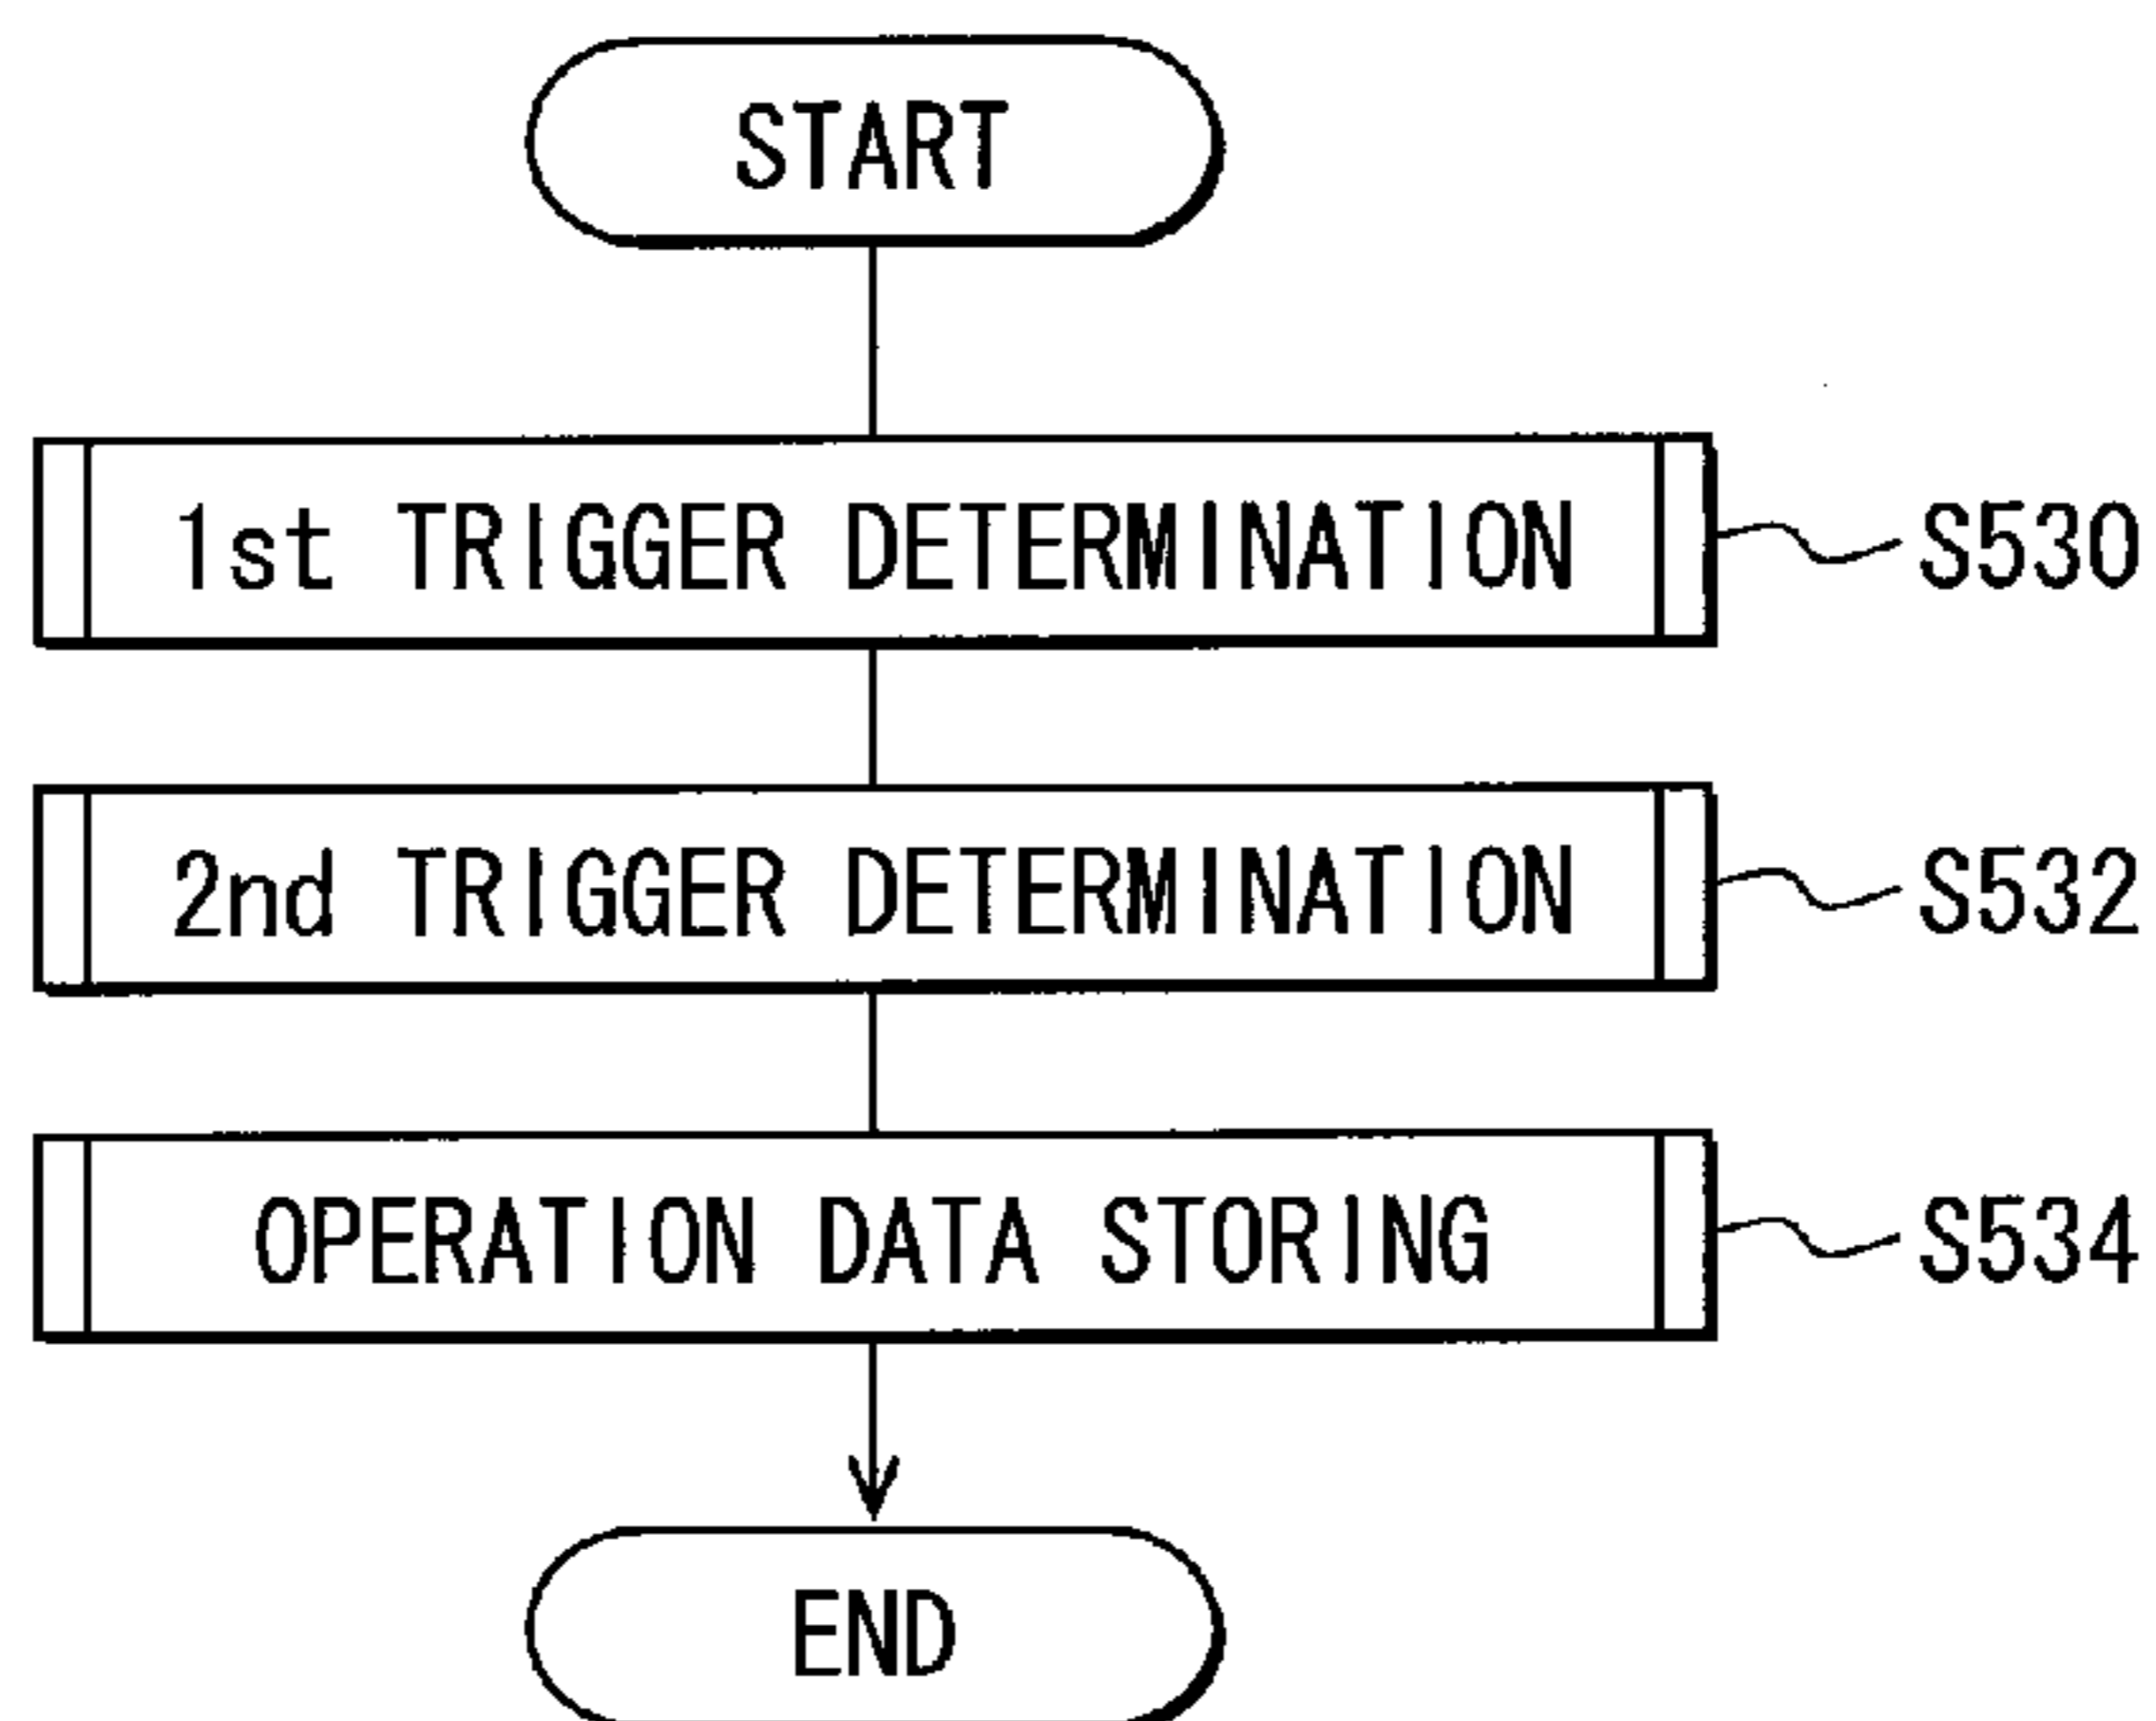 START
1st TRIGGER DETERMINATION S530
2nd TRIGGER DETERMINATION S532
OPERATION DATA STORING S534
END